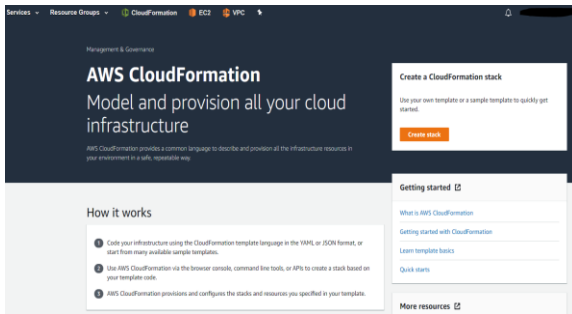 Services
Resource Groups
CloudFormation
EC2
VPC
Management & Governance
AWS CloudFormation
Model and provision all your cloud
infrastructure
AWS CloudFormation provides a common language to describe and provision all the infrastructure resources in
your environment in a safe, repeatable way.
Create a CloudFormation stack
Use your own template or a sample template to quickly get
started.
Create stack
Getting started
What is AWS CloudFormation
Getting started with CloudFormation
Learn template basics
Quick starts
More resources
How it works
1 Code your infrastructure using the CloudFormation template language in the YAML or JSON format, or
start from many available sample templates.
2 Use AWS CloudFormation via the browser console, command line tools, or APIs to create a stack based on
your template code.
3 AWS CloudFormation provisions and configures the stacks and resources you specified in your template.